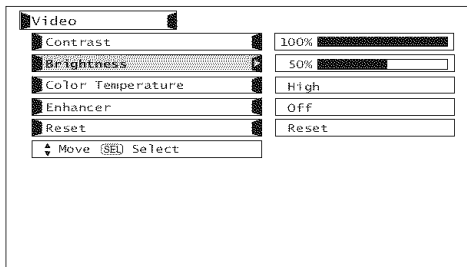 Video
Contrast 100%
Brightness 50%
Color Temperature High
Enhancer Off
Reset Reset
Move SEL Select